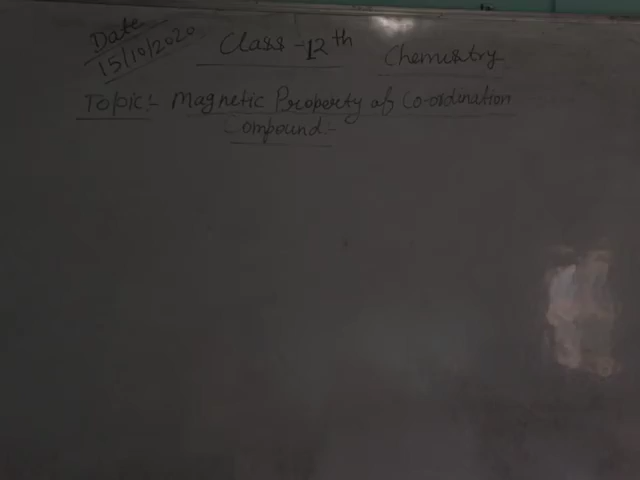 Date
15/10/2020
Class - 12th
Chemistry
Topic:- Magnetic Property of Co-ordination
Compound:-